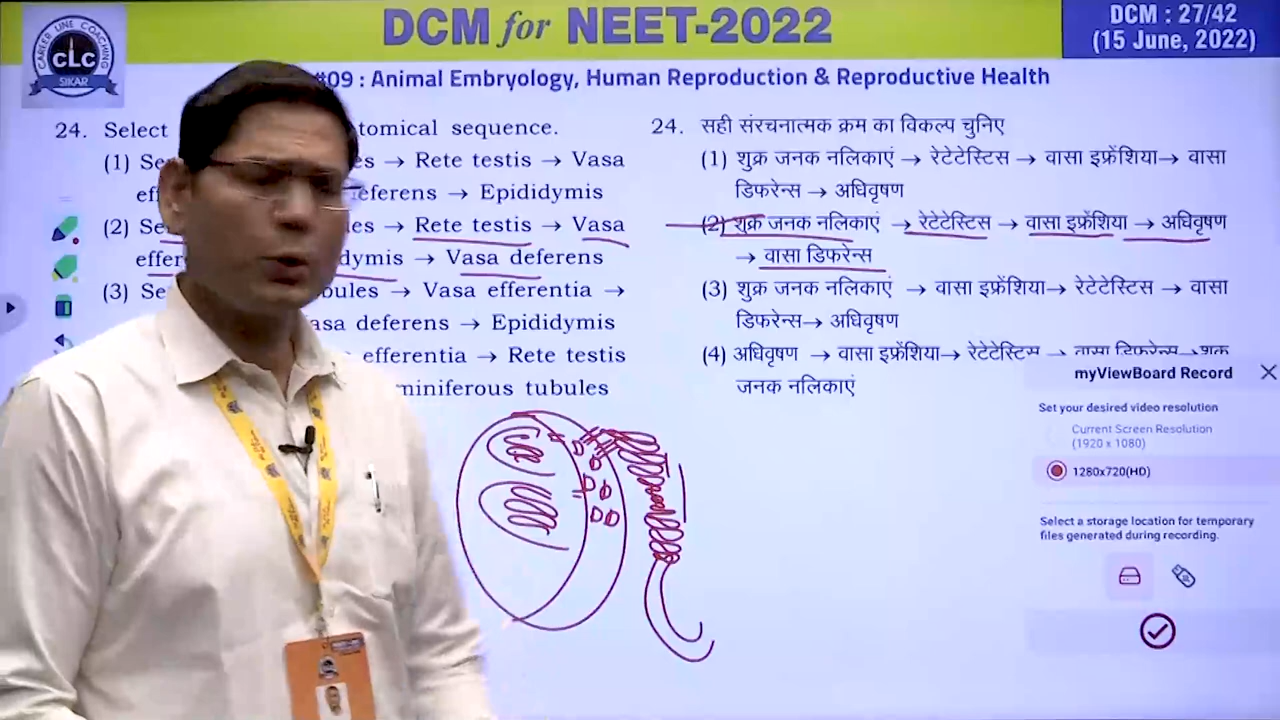 DCM for NEET-2022
DCM : 27/42
(15 June, 2022)
CAREER LINE COACHING
CLC
SIKAR
#09 : Animal Embryology, Human Reproduction & Reproductive Health
24. Select tomical sequence.
(1) Se es → Rete testis → Vasa
eff eferens → Epididymis
(2) Se es → Rete testis → Vasa
effer dymis → Vasa deferens
(3) Se bules → Vasa efferentia →
asa deferens → Epididymis
efferentia → Rete testis
miniferous tubules
24. सही संरचनात्मक क्रम का विकल्प चुनिए
(1) शुक्र जनक नलिकाएं → रेटेटेस्टिस → वासा इफ्रेंशिया→ वासा
डिफरेन्स → अधिवृषण
(2) शुक्र जनक नलिकाएं → रेटेटेस्टिस → वासा इफ्रेंशिया → अधिवृषण
→ वासा डिफरेन्स
(3) शुक्र जनक नलिकाएं → वासा इफ्रेंशिया→ रेटेटेस्टिस → वासा
डिफरेन्स→ अधिवृषण
(4) अधिवृषण → वासा इफ्रेंशिया→ रेटेटेस्टिस → वासा डिफरेन्स→शुक्र
जनक नलिकाएं
myViewBoard Record
Set your desired video resolution
Current Screen Resolution
(1920 x 1080)
1280x720(HD)
Select a storage location for temporary
files generated during recording.